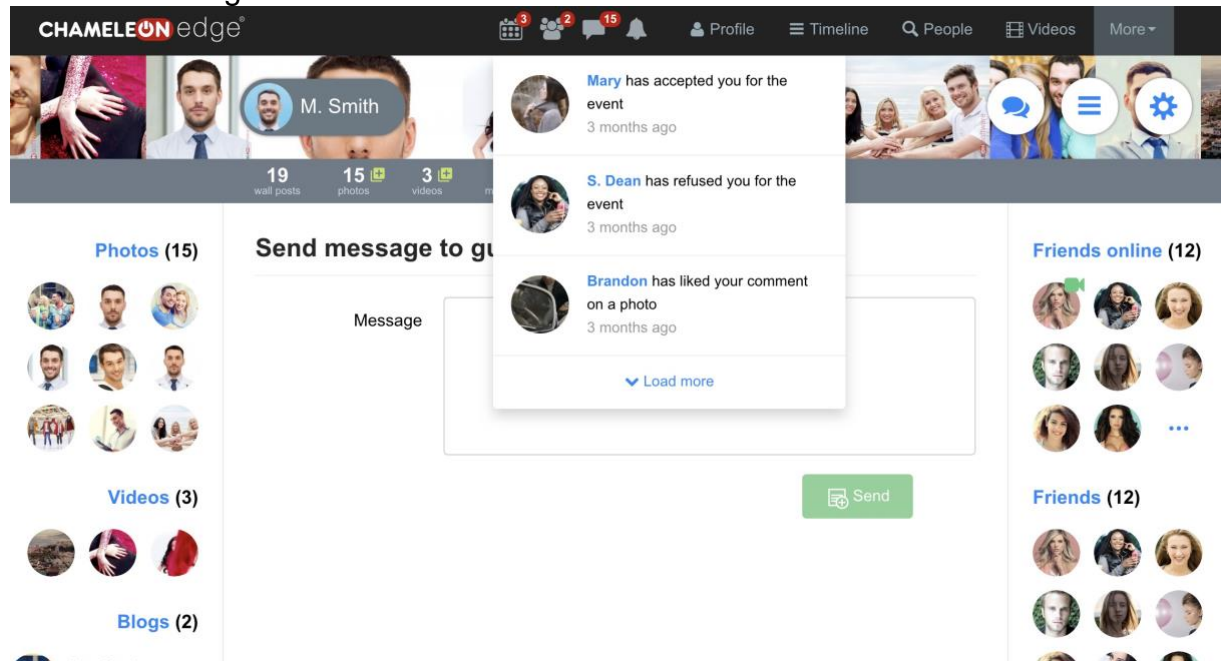 CHAMELEON edge
3
2
15
Profile
Timeline
People
Videos
More
M. Smith
19
wall posts
15
photos
3
videos
Mary has accepted you for the
event
3 months ago
S. Dean has refused you for the
event
3 months ago
Brandon has liked your comment
on a photo
3 months ago
Load more
Photos (15)
Videos (3)
Blogs (2)
Send message to
Message
Send
Friends online (12)
Friends (12)